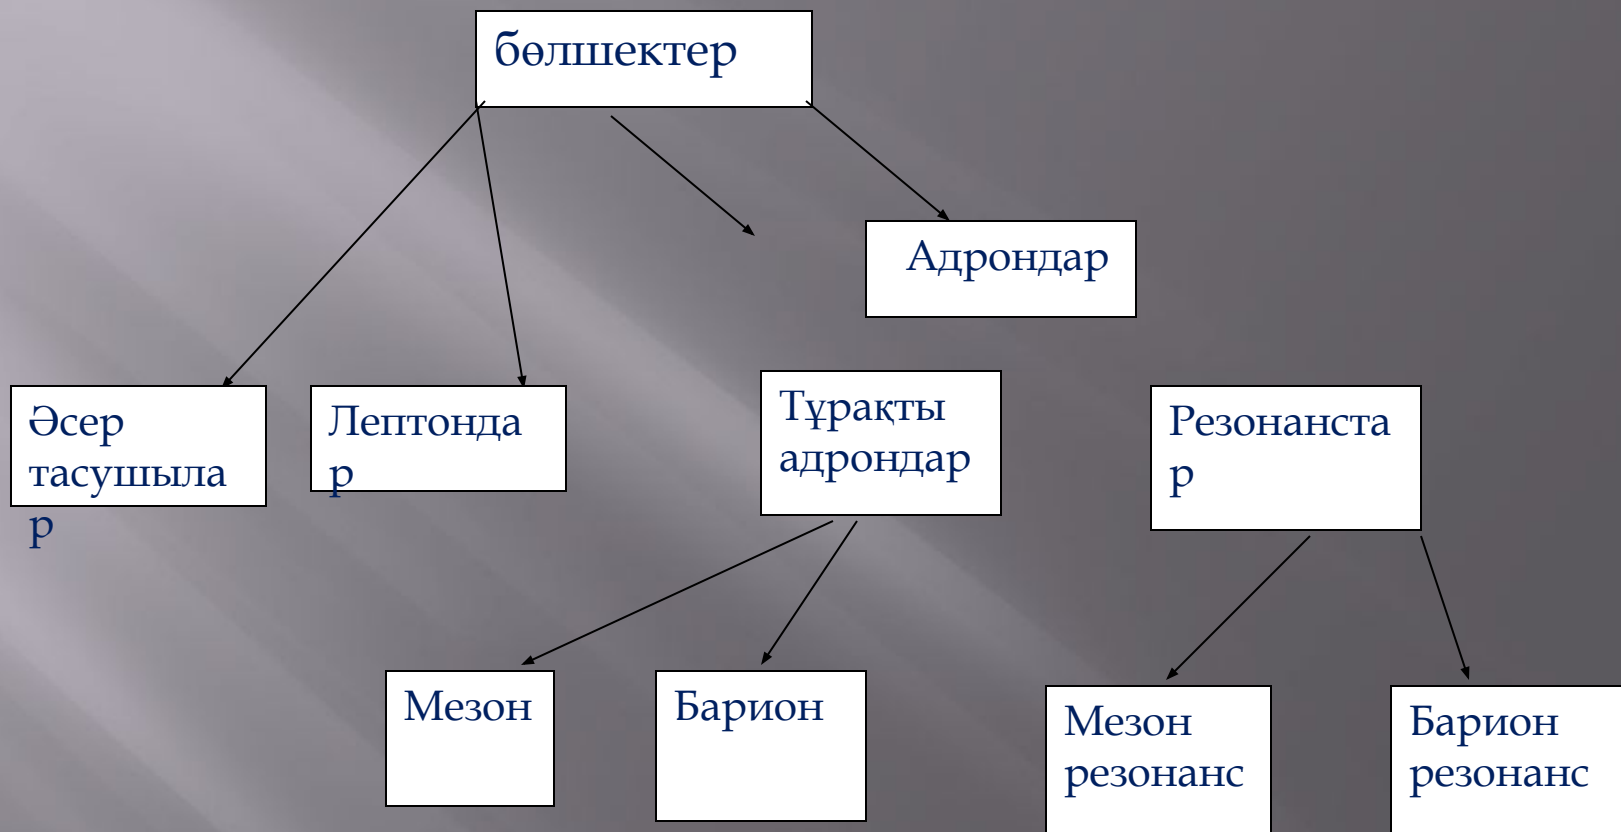 бөлшектер
Адрондар
Әсер
тасушыла
р
Лептонда
р
Тұрақты
адрондар
Резонанста
р
Мезон
Барион
Мезон
резонанс
Барион
резонанс